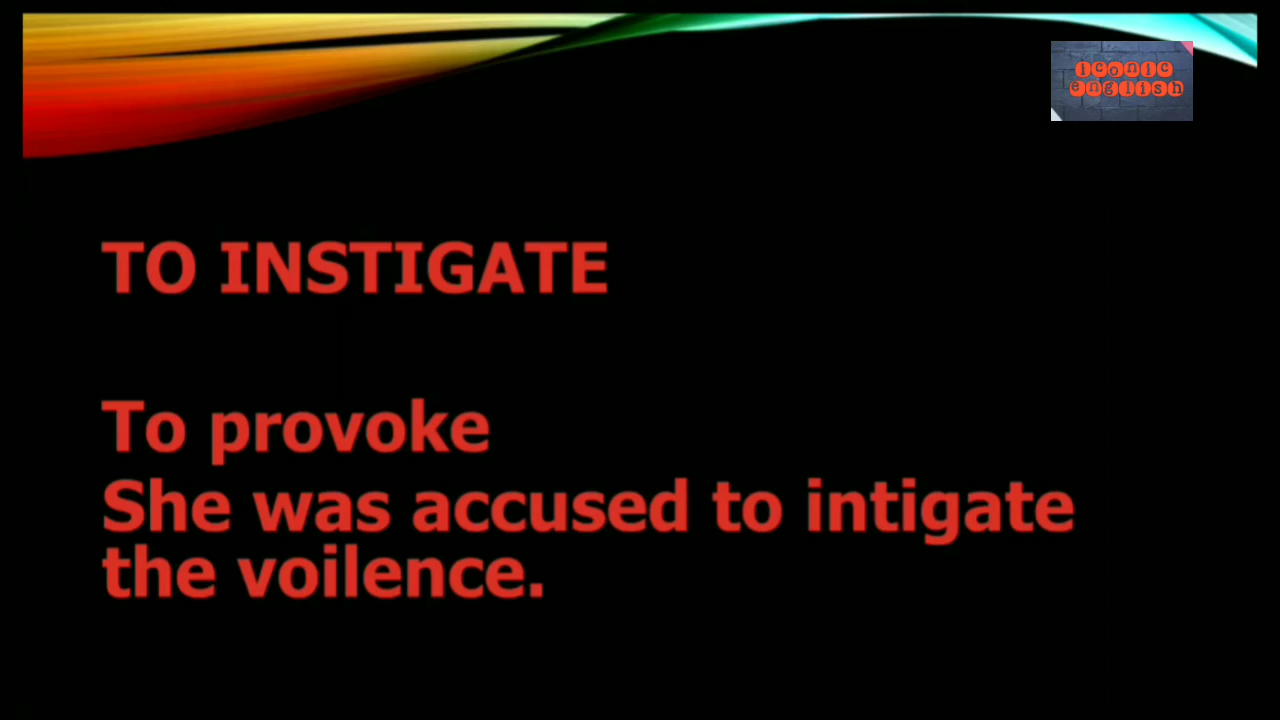 iconic
english
TO INSTIGATE
To provoke
She was accused to intigate
the voilence.